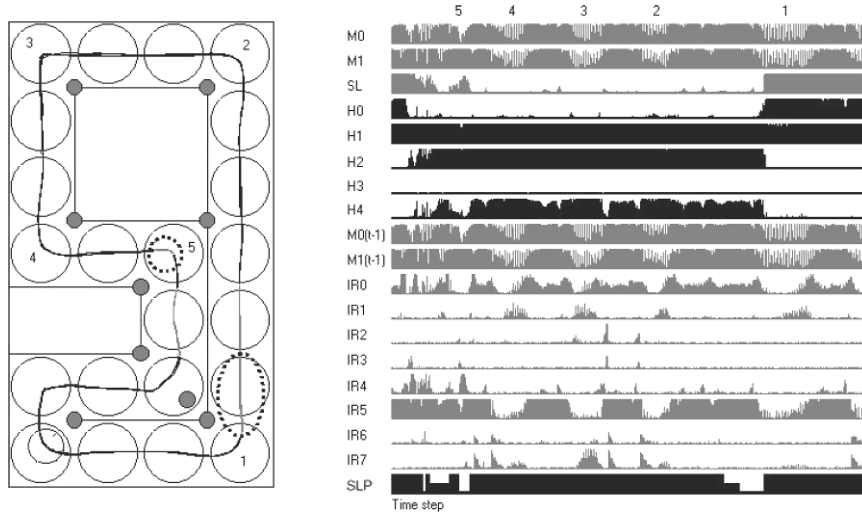 3
2
4
5
1
5 4 3 2 1
M0
M1
SL
H0
H1
H2
H3
H4
M0(t-1)
M1(t-1)
IR0
IR1
IR2
IR3
IR4
IR5
IR6
IR7
SLP
Time step